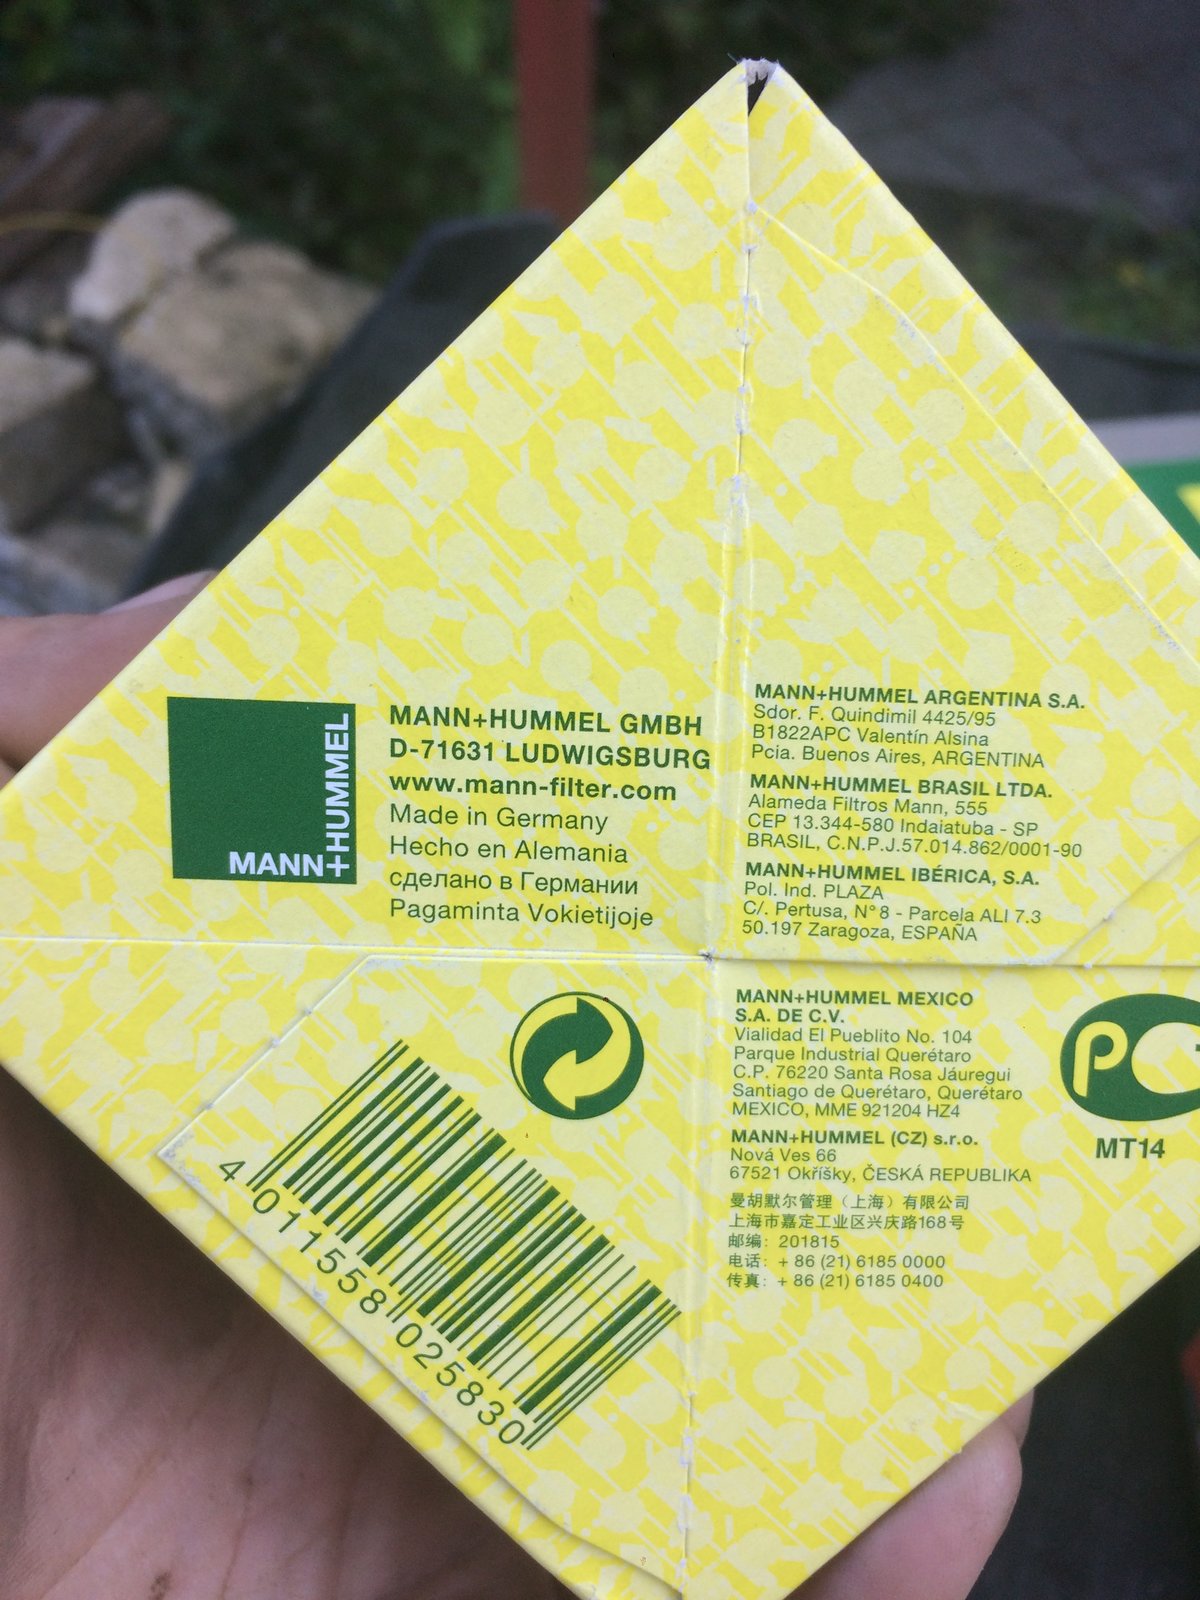 MANN+HUMMEL
MANN+HUMMEL GMBH
D-71631 LUDWIGSBURG
www.mann-filter.com
Made in Germany
Hecho en Alemania
сделано в Германии
Pagaminta Vokietijoje
MANN+HUMMEL ARGENTINA S.A.
Sdor. F. Quindimil 4425/95
B1822APC Valentín Alsina
Pcia. Buenos Aires, ARGENTINA
MANN+HUMMEL BRASIL LTDA.
Alameda Filtros Mann, 555
CEP 13.344-580 Indaiatuba - SP
BRASIL, C.N.P.J.57.014.862/0001-90
MANN+HUMMEL IBÉRICA, S.A.
Pol. Ind. PLAZA
C/. Pertusa, N° 8 - Parcela ALI 7.3
50.197 Zaragoza, ESPAÑA
4 011558 025830
MANN+HUMMEL MEXICO
S.A. DE C.V.
Vialidad El Pueblito No. 104
Parque Industrial Querétaro
C.P. 76220 Santa Rosa Jáuregui
Santiago de Querétaro, Querétaro
MEXICO, MME 921204 HZ4
MANN+HUMMEL (CZ) s.r.o.
Nová Ves 66
67521 Okříšky, ČESKÁ REPUBLIKA
曼胡默尔管理（上海）有限公司
上海市嘉定工业区兴庆路168号
邮编：201815
电话：+ 86 (21) 6185 0000
传真：+ 86 (21) 6185 0400
MT14